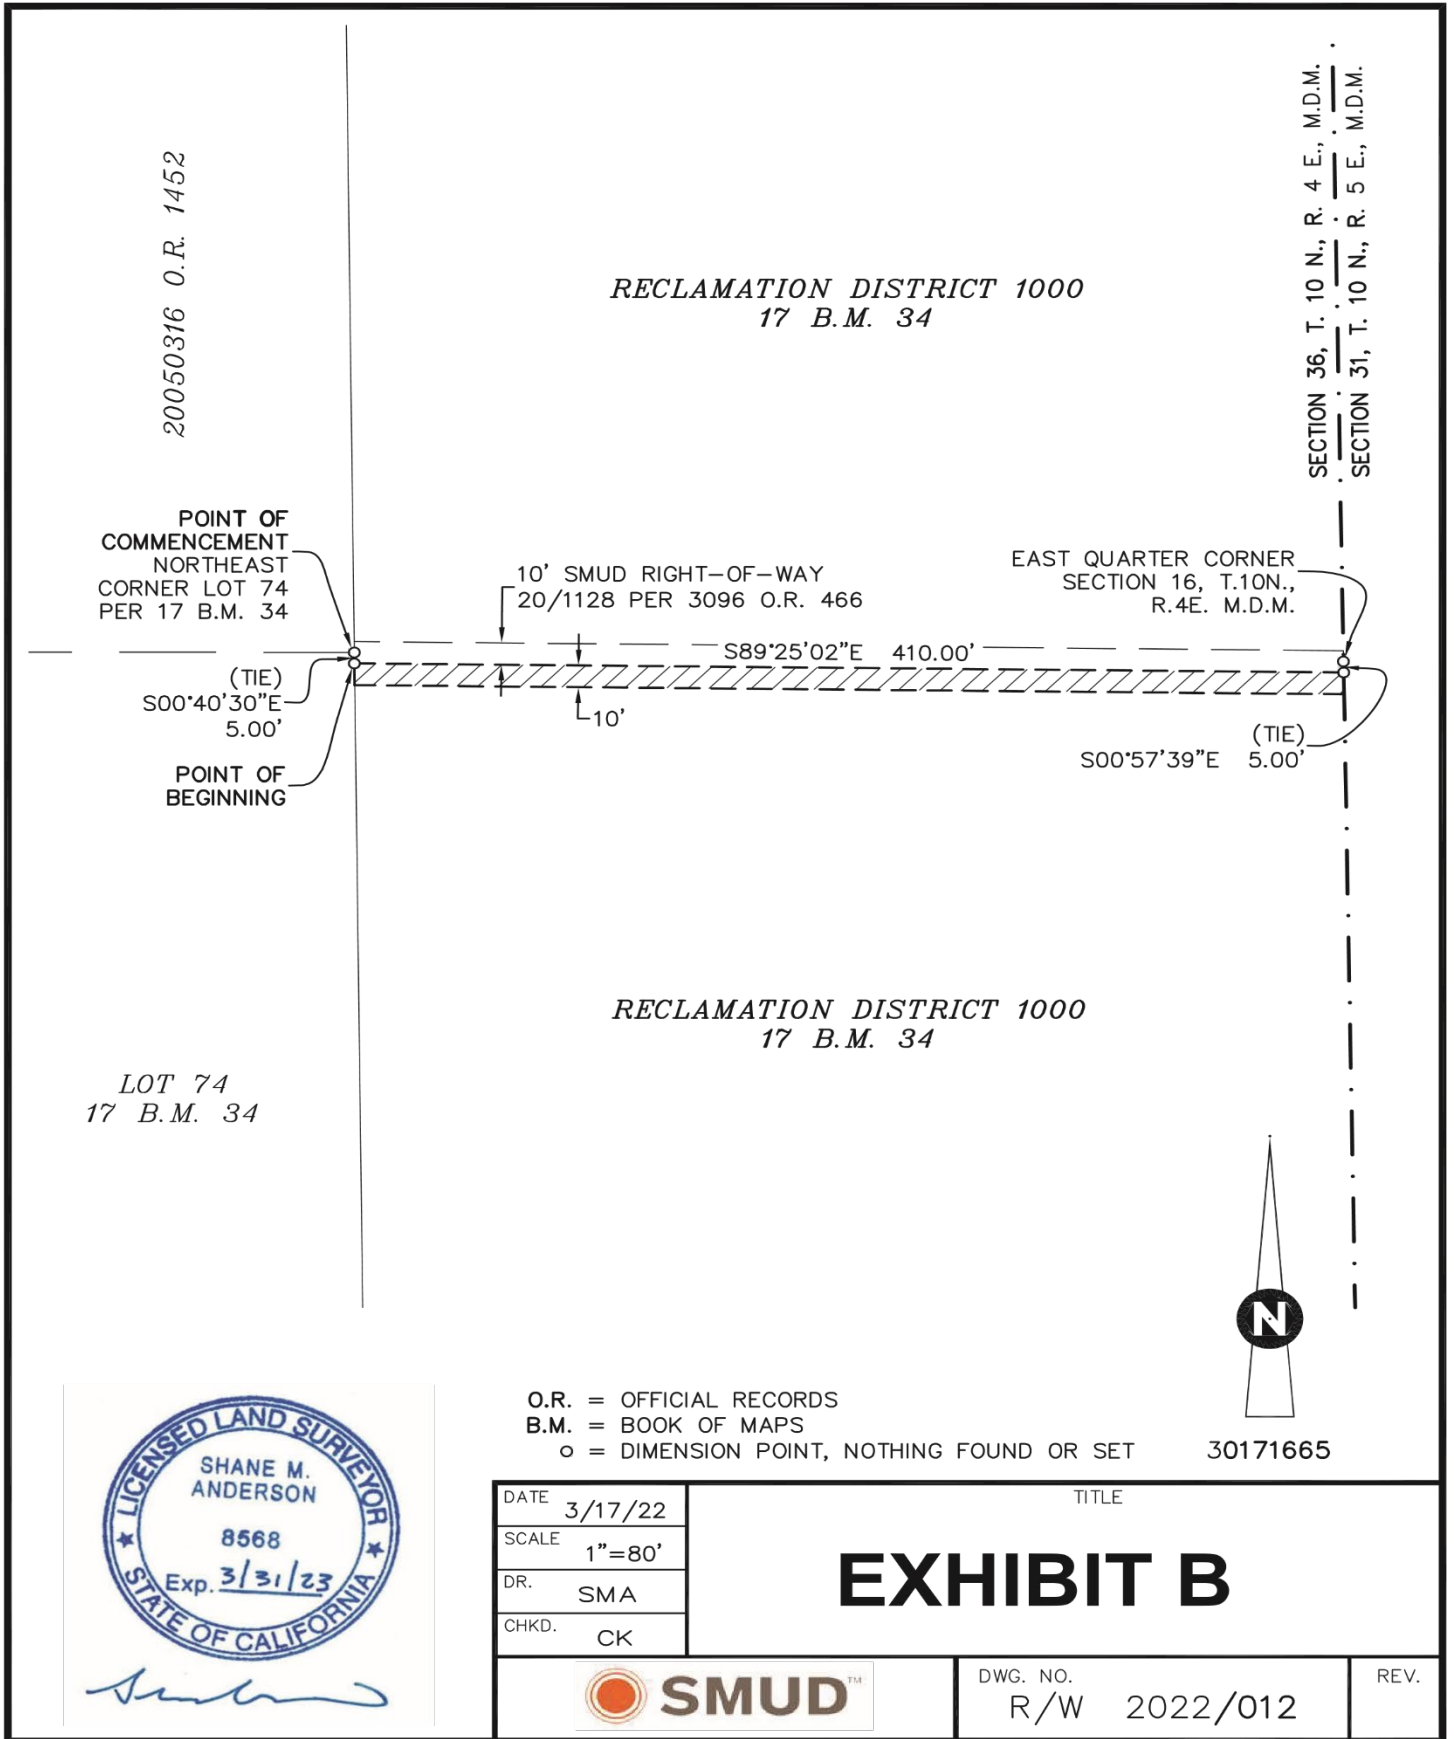 20050316 O.R. 1452
SECTION 36, T. 10 N., R. 4 E., M.D.M.
SECTION 31, T. 10 N., R. 5 E., M.D.M.
RECLAMATION DISTRICT 1000
17 B.M. 34
POINT OF
COMMENCEMENT
NORTHEAST
CORNER LOT 74
PER 17 B.M. 34
10' SMUD RIGHT-OF-WAY
20/1128 PER 3096 O.R. 466
EAST QUARTER CORNER
SECTION 16, T.10N.,
R.4E. M.D.M.
S89°25'02"E 410.00'
(TIE)
S00°40'30"E
5.00'
10'
(TIE)
S00°57'39"E 5.00'
POINT OF
BEGINNING
RECLAMATION DISTRICT 1000
17 B.M. 34
LOT 74
17 B.M. 34
N
O.R. = OFFICIAL RECORDS
B.M. = BOOK OF MAPS
o = DIMENSION POINT, NOTHING FOUND OR SET
30171665
LICENSED LAND SURVEYOR
SHANE M.
ANDERSON
8568
Exp. 3/31/23
STATE OF CALIFORNIA
DATE 3/17/22
SCALE 1"=80'
DR. SMA
CHKD. CK
TITLE
EXHIBIT B
SMUD™
DWG. NO.
R/W 2022/012
REV.